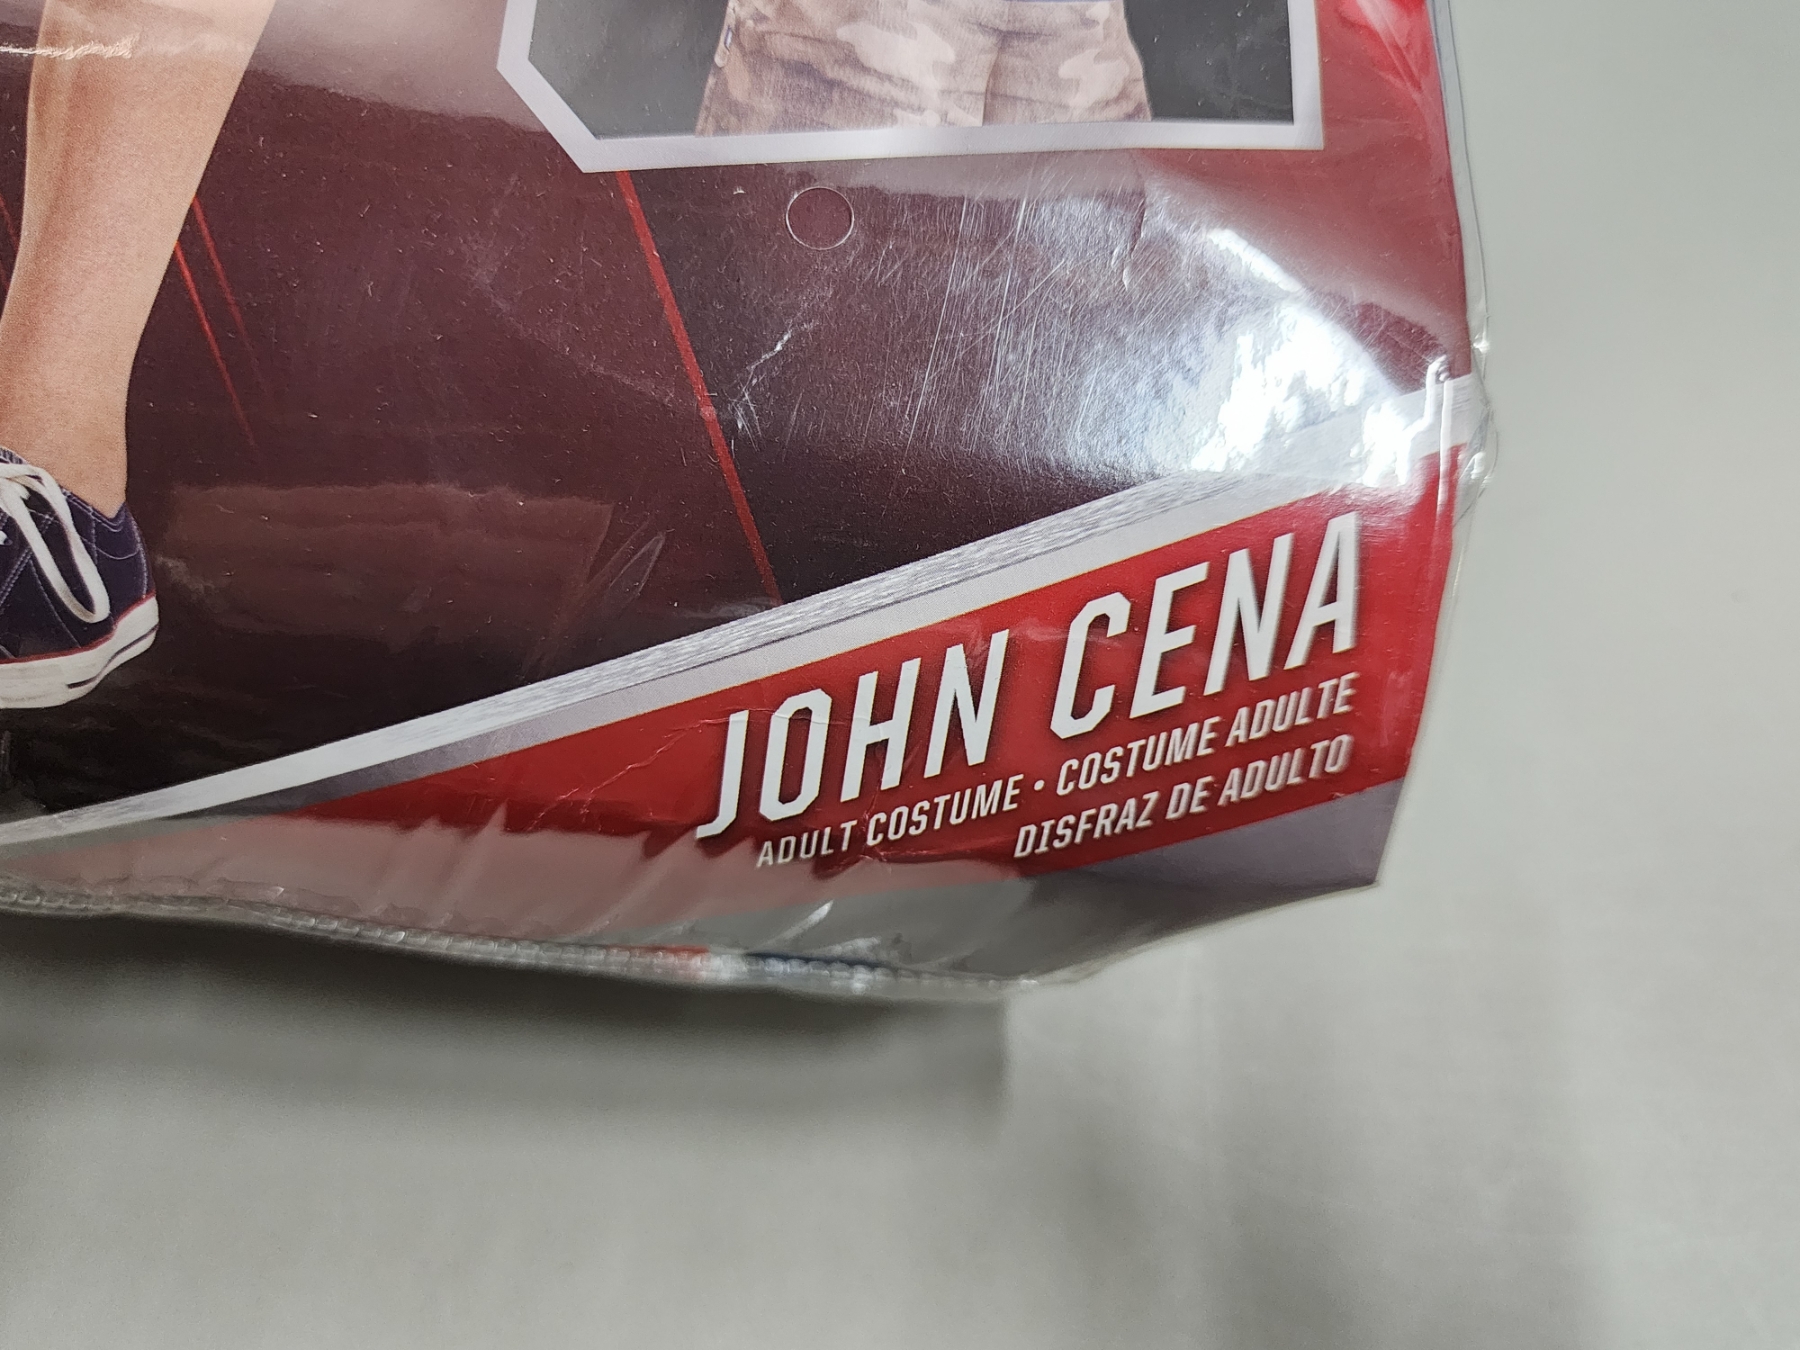 JOHN CENA
ADULT COSTUME • COSTUME ADULTE
DISFRAZ DE ADULTO